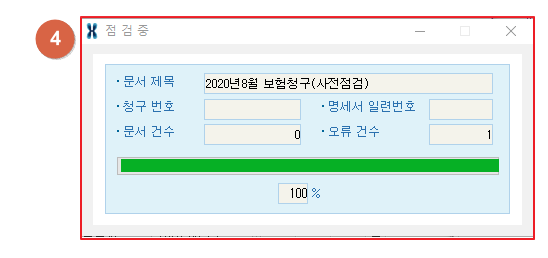 4
점검중
·문서 제목 2020년8월 보험청구(사전점검)
·청구 번호 ·명세서 일련번호
·문서 건수 0 ·오류 건수 1
100 %